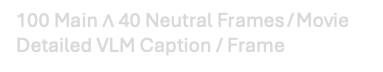 100 Main ∧ 40 Neutral Frames/Movie
Detailed VLM Caption / Frame